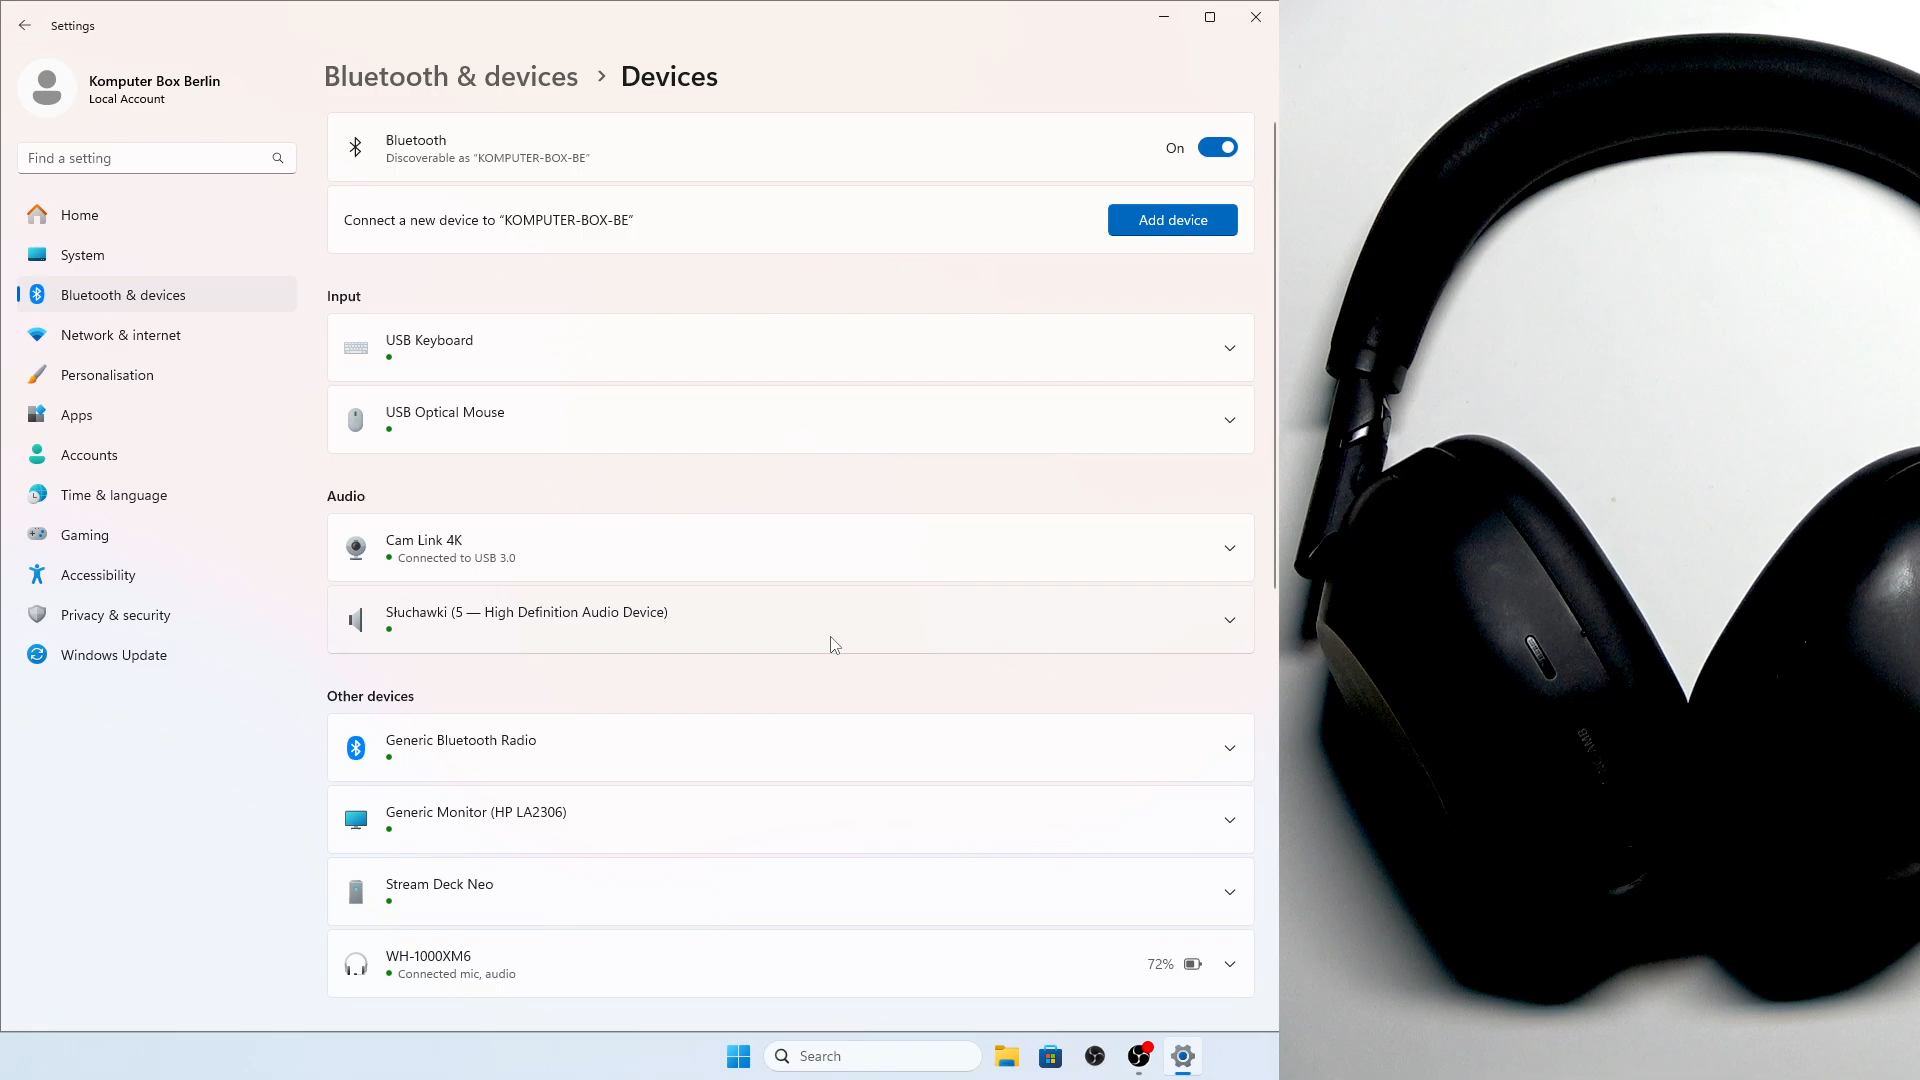 Settings
Komputer Box Berlin
Local Account
Find a setting
Home
System
Bluetooth & devices
Network & internet
Personalisation
Apps
Accounts
Time & language
Gaming
Accessibility
Privacy & security
Windows Update
Bluetooth & devices > Devices
Bluetooth
Discoverable as “KOMPUTER-BOX-BE”
On
Connect a new device to “KOMPUTER-BOX-BE”
Add device
Input
USB Keyboard
USB Optical Mouse
Audio
Cam Link 4K
Connected to USB 3.0
Słuchawki (5 — High Definition Audio Device)
Other devices
Generic Bluetooth Radio
Generic Monitor (HP LA2306)
Stream Deck Neo
WH-1000XM6
Connected mic, audio
72%
Search